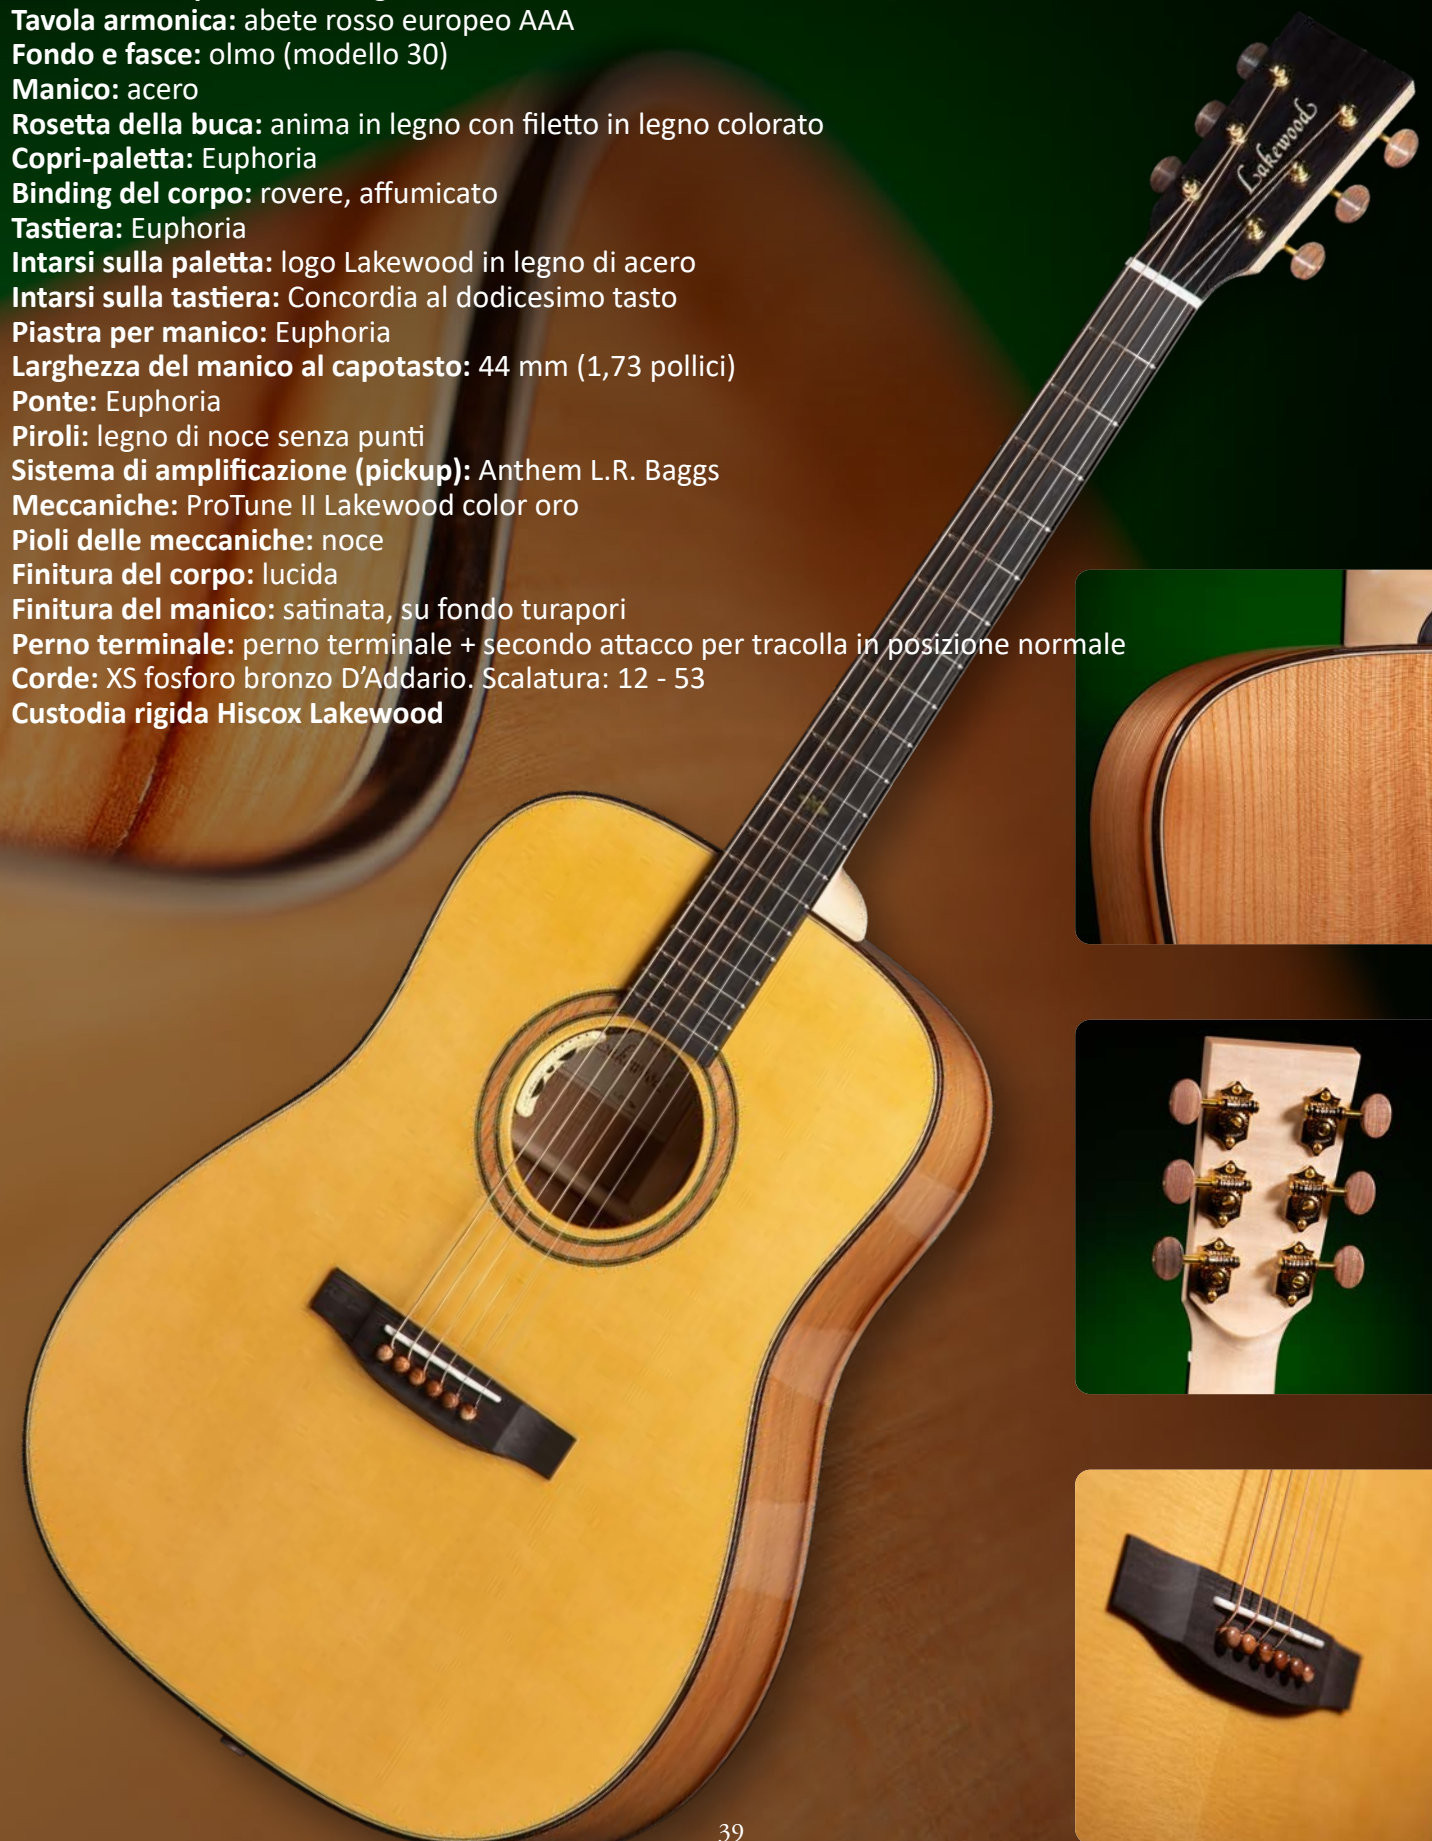 Tavola armonica: abete rosso europeo AAA
Fondo e fasce: olmo (modello 30)
Manico: acero
Rosetta della buca: anima in legno con filetto in legno colorato
Copri-paletta: Euphoria
Binding del corpo: rovere, affumicato
Tastiera: Euphoria
Intarsi sulla paletta: logo Lakewood in legno di acero
Intarsi sulla tastiera: Concordia al dodicesimo tasto
Piastra per manico: Euphoria
Larghezza del manico al capotasto: 44 mm (1,73 pollici)
Ponte: Euphoria
Piroli: legno di noce senza punti
Sistema di amplificazione (pickup): Anthem L.R. Baggs
Meccaniche: ProTune II Lakewood color oro
Pioli delle meccaniche: noce
Finitura del corpo: lucida
Finitura del manico: satinata, su fondo turapori
Perno terminale: perno terminale + secondo attacco per tracolla in posizione normale
Corde: XS fosforo bronzo D’Addario. Scalatura: 12 - 53
Custodia rigida Hiscox Lakewood
Lakewood
39